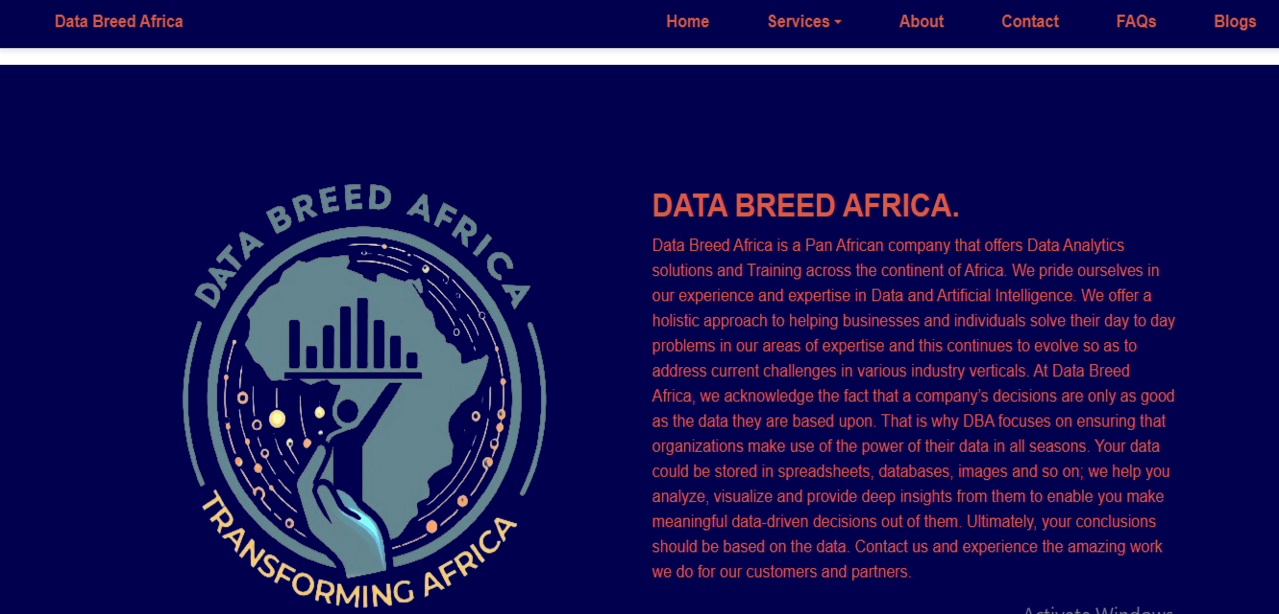 Data Breed Africa
Home Services About Contact FAQs Blogs
DATA BREED AFRICA
TRANSFORMING AFRICA
DATA BREED AFRICA.
Data Breed Africa is a Pan African company that offers Data Analytics
solutions and Training across the continent of Africa. We pride ourselves in
our experience and expertise in Data and Artificial Intelligence. We offer a
holistic approach to helping businesses and individuals solve their day to day
problems in our areas of expertise and this continues to evolve so as to
address current challenges in various industry verticals. At Data Breed
Africa, we acknowledge the fact that a company's decisions are only as good
as the data they are based upon. That is why DBA focuses on ensuring that
organizations make use of the power of their data in all seasons. Your data
could be stored in spreadsheets, databases, images and so on; we help you
analyze, visualize and provide deep insights from them to enable you make
meaningful data-driven decisions out of them. Ultimately, your conclusions
should be based on the data. Contact us and experience the amazing work
we do for our customers and partners.
Activate Windows